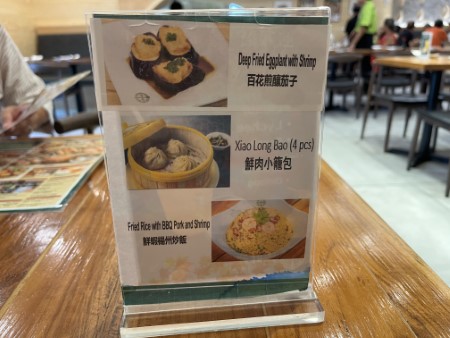 Deep Fried Eggplant with Shrimp
百花煎釀茄子
Xiao Long Bao (4 pcs)
鮮肉小籠包
Fried Rice with BBQ Pork and Shrimp
鮮蝦楊州炒飯